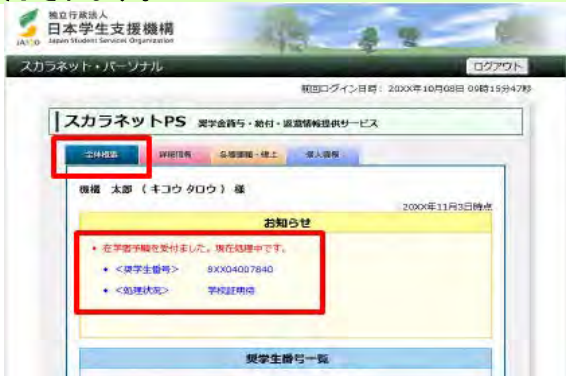 独立行政法人
日本学生支援機構
JASSO Japan Student Services Organization
スカラネット・パーソナル
ログアウト
前回ログイン日時：20XX年10月08日 09時15分47秒
スカラネットPS 奨学金貸与・給付・返還情報提供サービス
全体概要 詳細情報 各種願届・繰上 個人情報
機構 太郎 （ キコウ タロウ ） 様
20XX年11月3日時点
お知らせ
• 在学猶予願を受付ました。現在処理中です。
• ＜奨学生番号＞ 8XX04007840
• ＜処理状況＞ 学校証明待
奨学生番号一覧